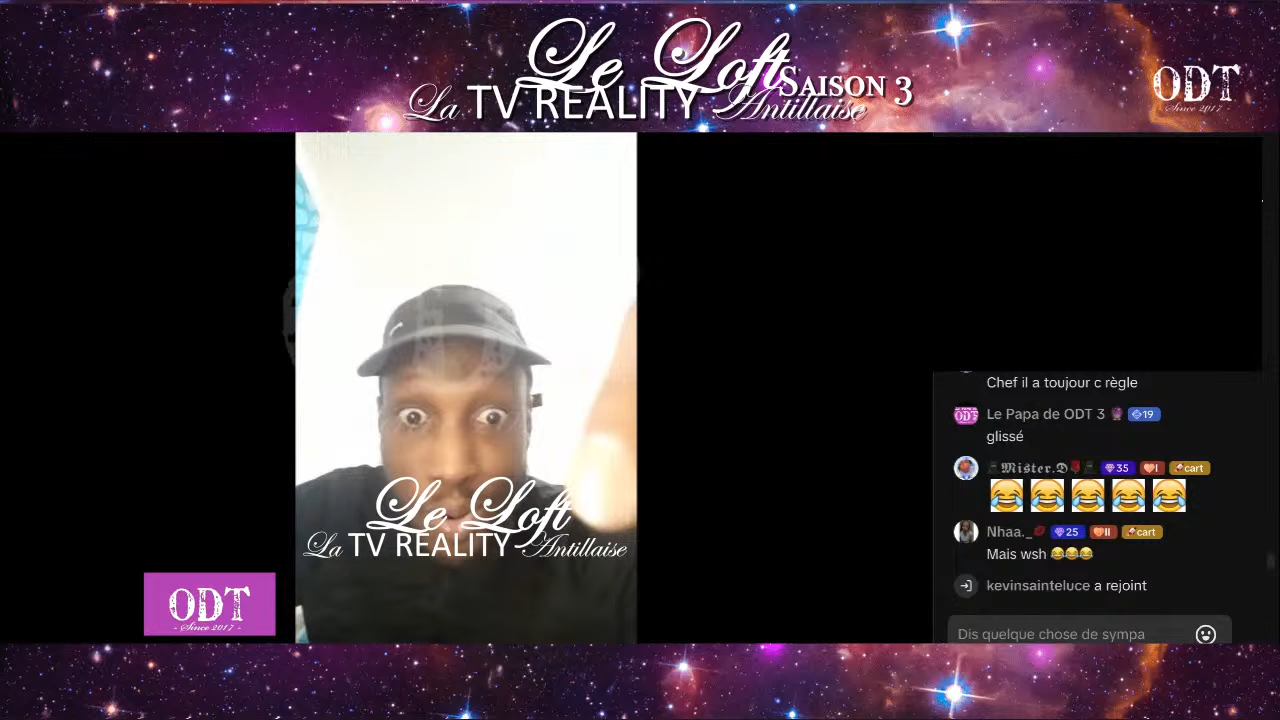 Le Loft SAISON 3
La TV REALITY Antillaise
ODT
Since 2017
Le Loft
La TV REALITY Antillaise
ODT
- Since 2017 -
Chef il a toujour c règle
Le Papa de ODT 3 🔮 19
glissé
𝕸𝖎𝖘𝖙𝖊𝖗.𝕯 35 I cart
😂😂😂😂😂
Nhaa._💋 25 II cart
Mais wsh 😂😂😂
kevinsainteluce a rejoint
Dis quelque chose de sympa